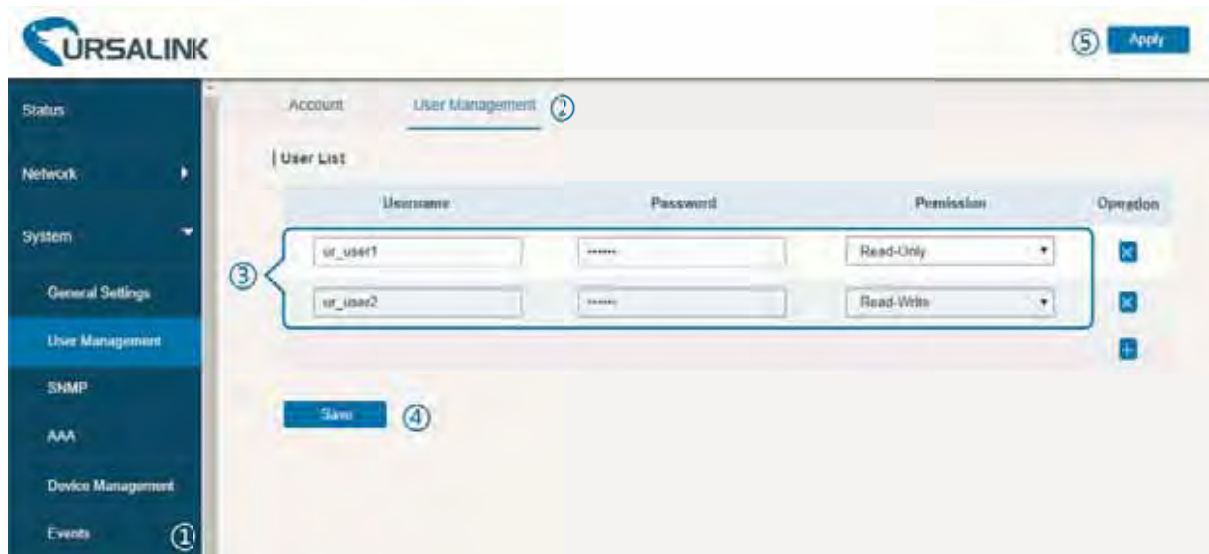 URSALINK
⑤ Apply
Status
Network
System
General Settings
User Management
SNMP
AAA
Device Management
Events ①
Account User Management ②
User List
Username Password Permission Operation
③
ur_user1 •••••• Read-Only
ur_user2 •••••• Read-Write
Save ④